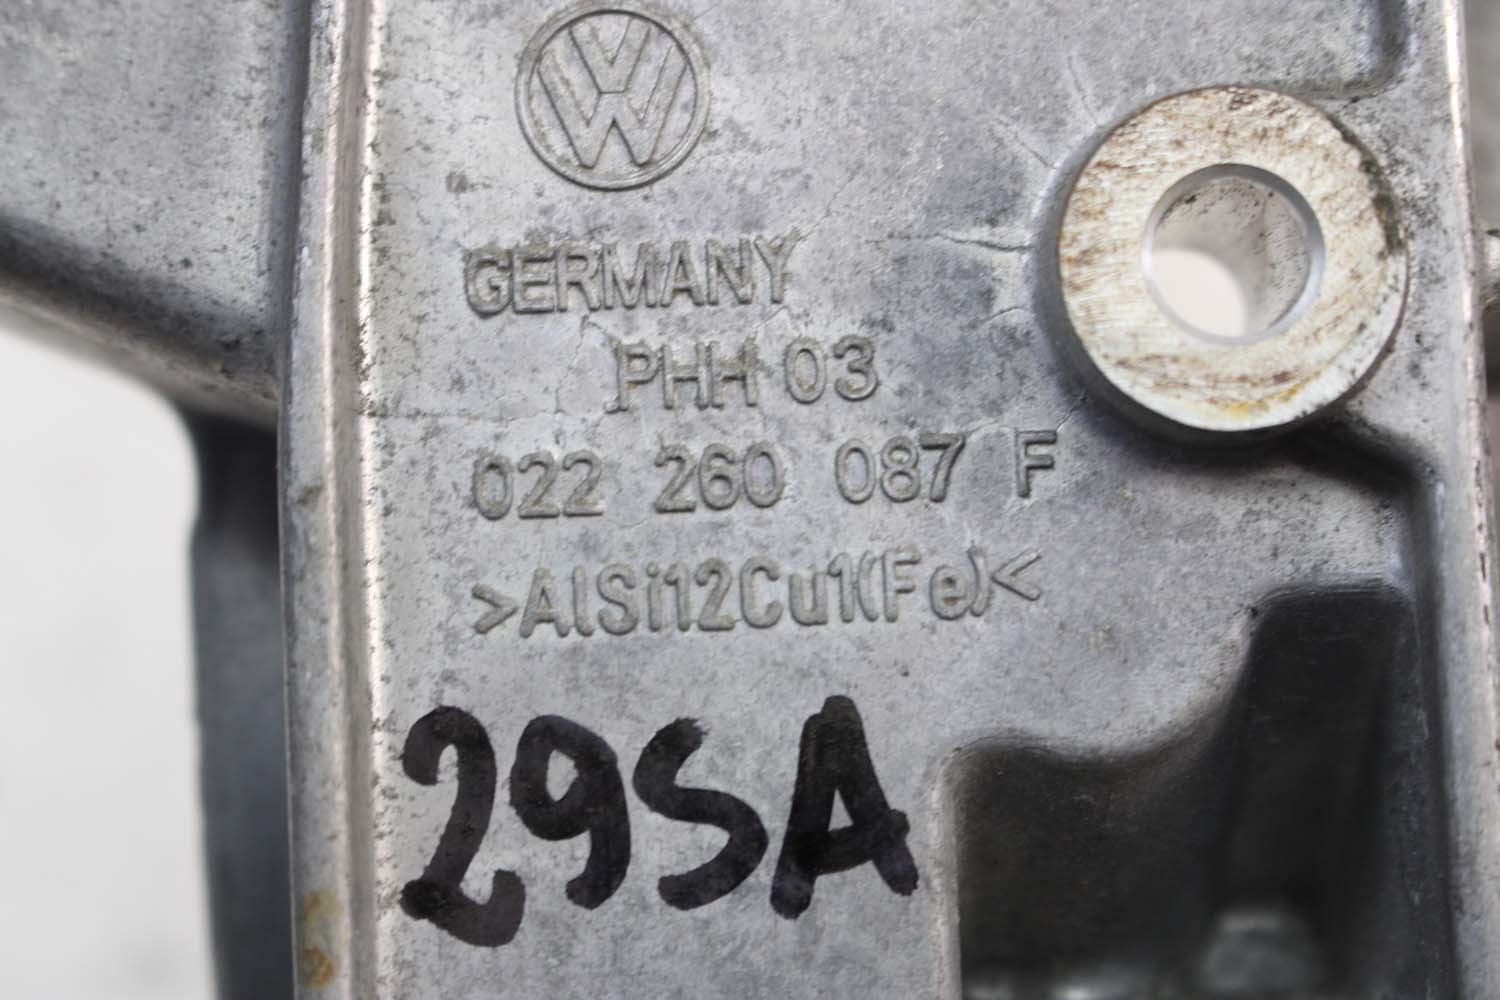 VW
GERMANY
PHH 03
022 260 087 F
>AlSi12Cu1(Fe)<
29SA